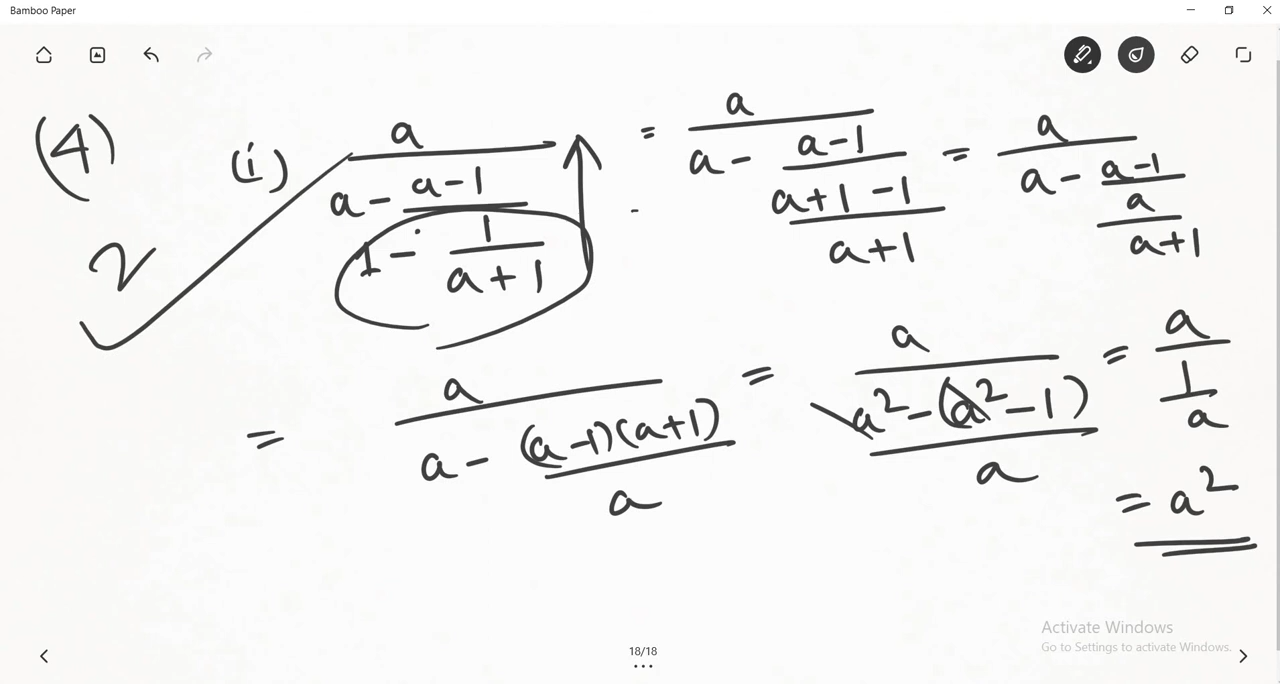 Bamboo Paper
(4) (i) a / (a - (a-1) / (1 - 1 / (a+1))) = a / (a - (a-1) / ((a+1-1) / (a+1))) = a / (a - (a-1) / (a / (a+1)))
2
= a / (a - (a-1)(a+1) / a) = a / ((a² - (a² - 1)) / a) = a / (1 / a)
= a²
Activate Windows
Go to Settings to activate Windows.
18/18